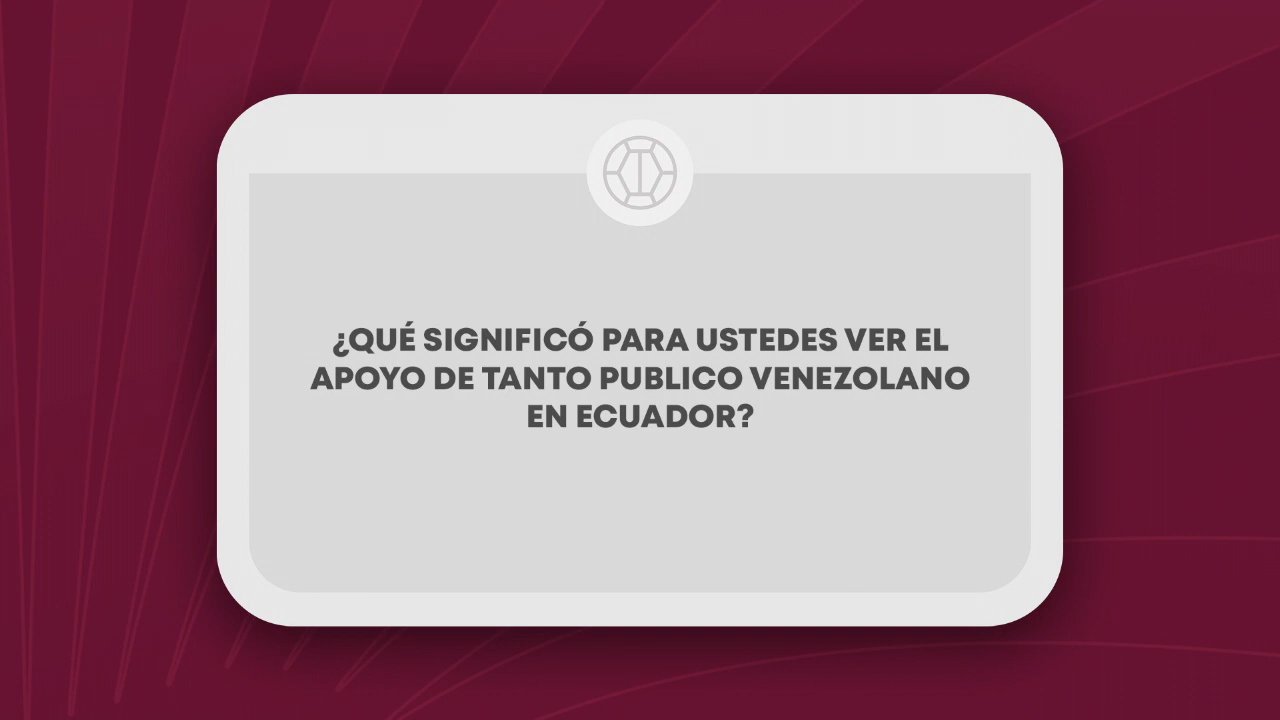 ¿QUÉ SIGNIFICÓ PARA USTEDES VER EL
APOYO DE TANTO PUBLICO VENEZOLANO
EN ECUADOR?